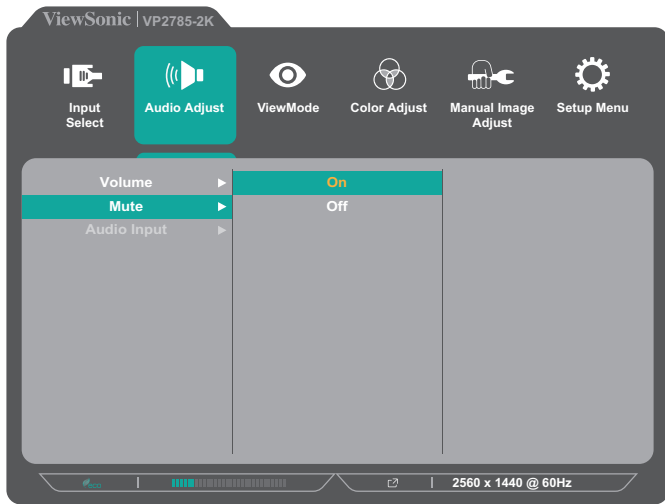 ViewSonic | VP2785-2K
Input Select
Audio Adjust
ViewMode
Color Adjust
Manual Image Adjust
Setup Menu
Volume
Mute
Audio Input
On
Off
eco
2560 x 1440 @ 60Hz